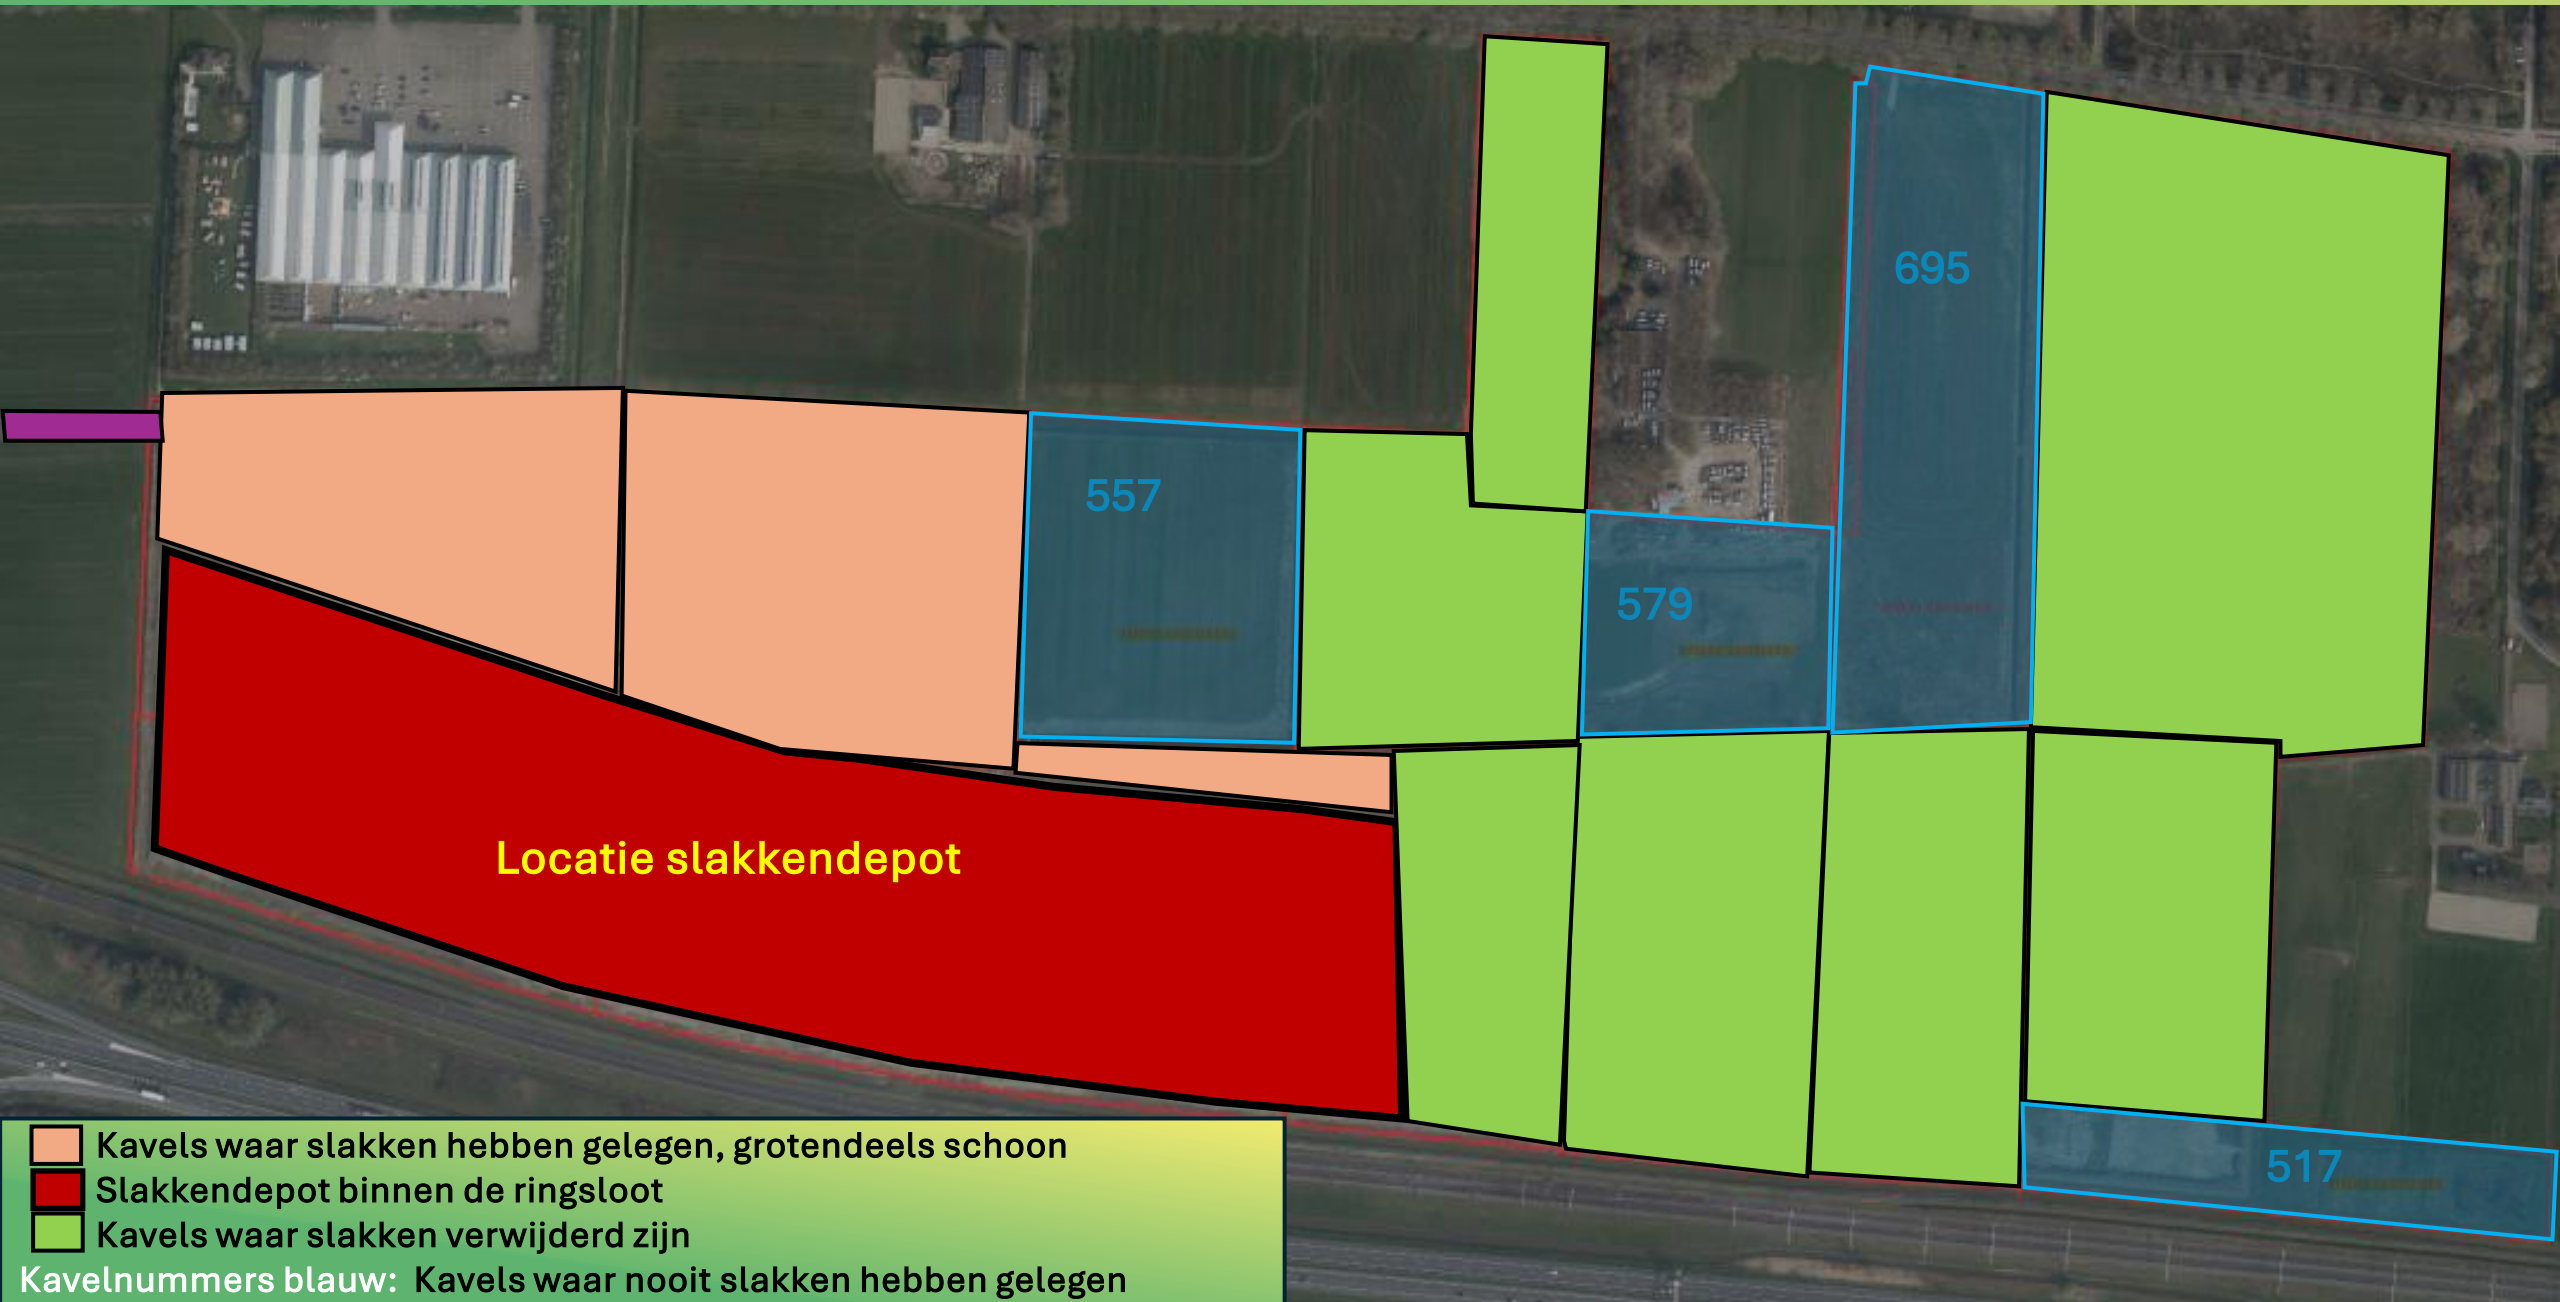 695
557
579
Locatie slakkendepot
517
Kavels waar slakken hebben gelegen, grotendeels schoon
Slakkendepot binnen de ringsloot
Kavels waar slakken verwijderd zijn
Kavelnummers blauw: Kavels waar nooit slakken hebben gelegen